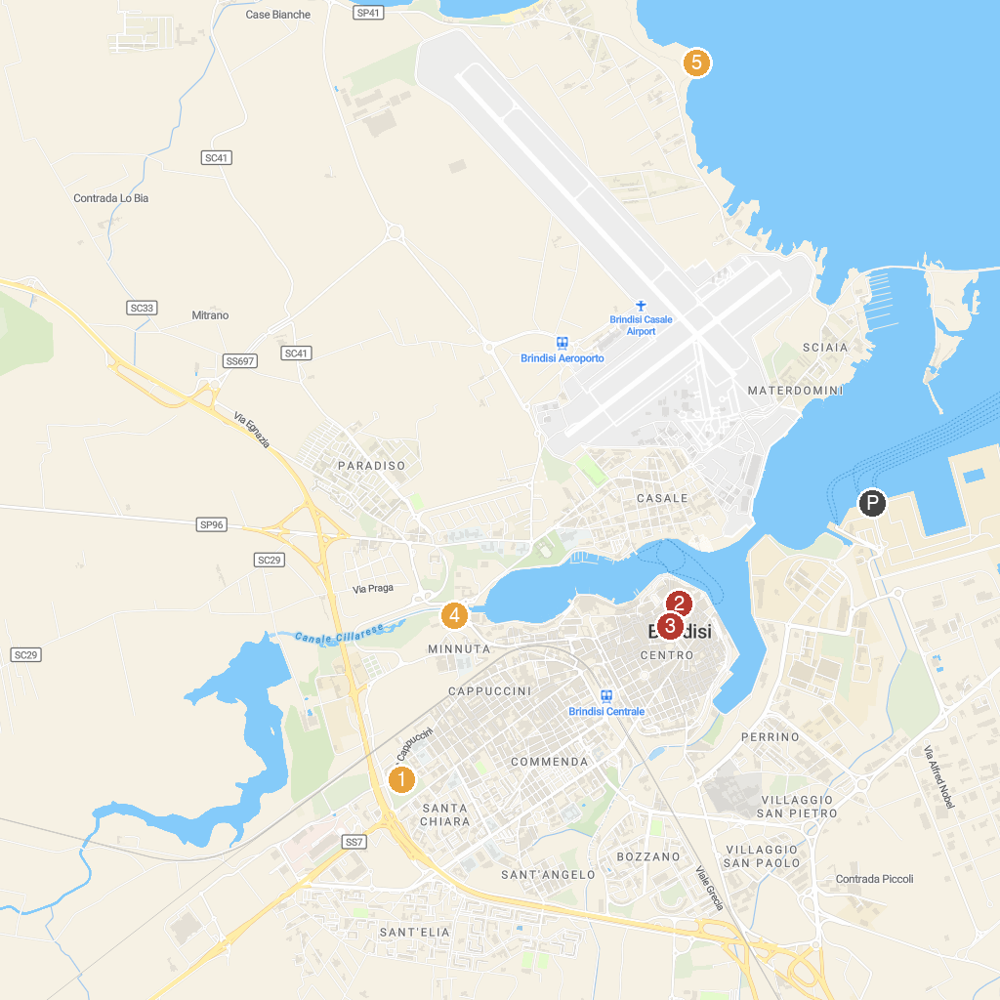 SP41
Case Bianche
5
SC41
Contrada Lo Bia
SC33
Mitrano
Brindisi Casale
Airport
Brindisi Aeroporto
SCIAIA
SC41
SS697
MATERDOMINI
Via Egnazia
PARADISO
CASALE
P
SP96
SC29
Via Praga
2
4
3
Brindisi
Canale Cillarese
MINNUTA
CENTRO
SC29
CAPPUCCINI
Brindisi Centrale
Cappuccini
PERRINO
COMMENDA
Via Alfred Nobel
1
SANTA
CHIARA
VILLAGGIO
SAN PIETRO
SS7
BOZZANO
VILLAGGIO
SAN PAOLO
SANT'ANGELO
Viale Grecia
Contrada Piccoli
SANT'ELIA